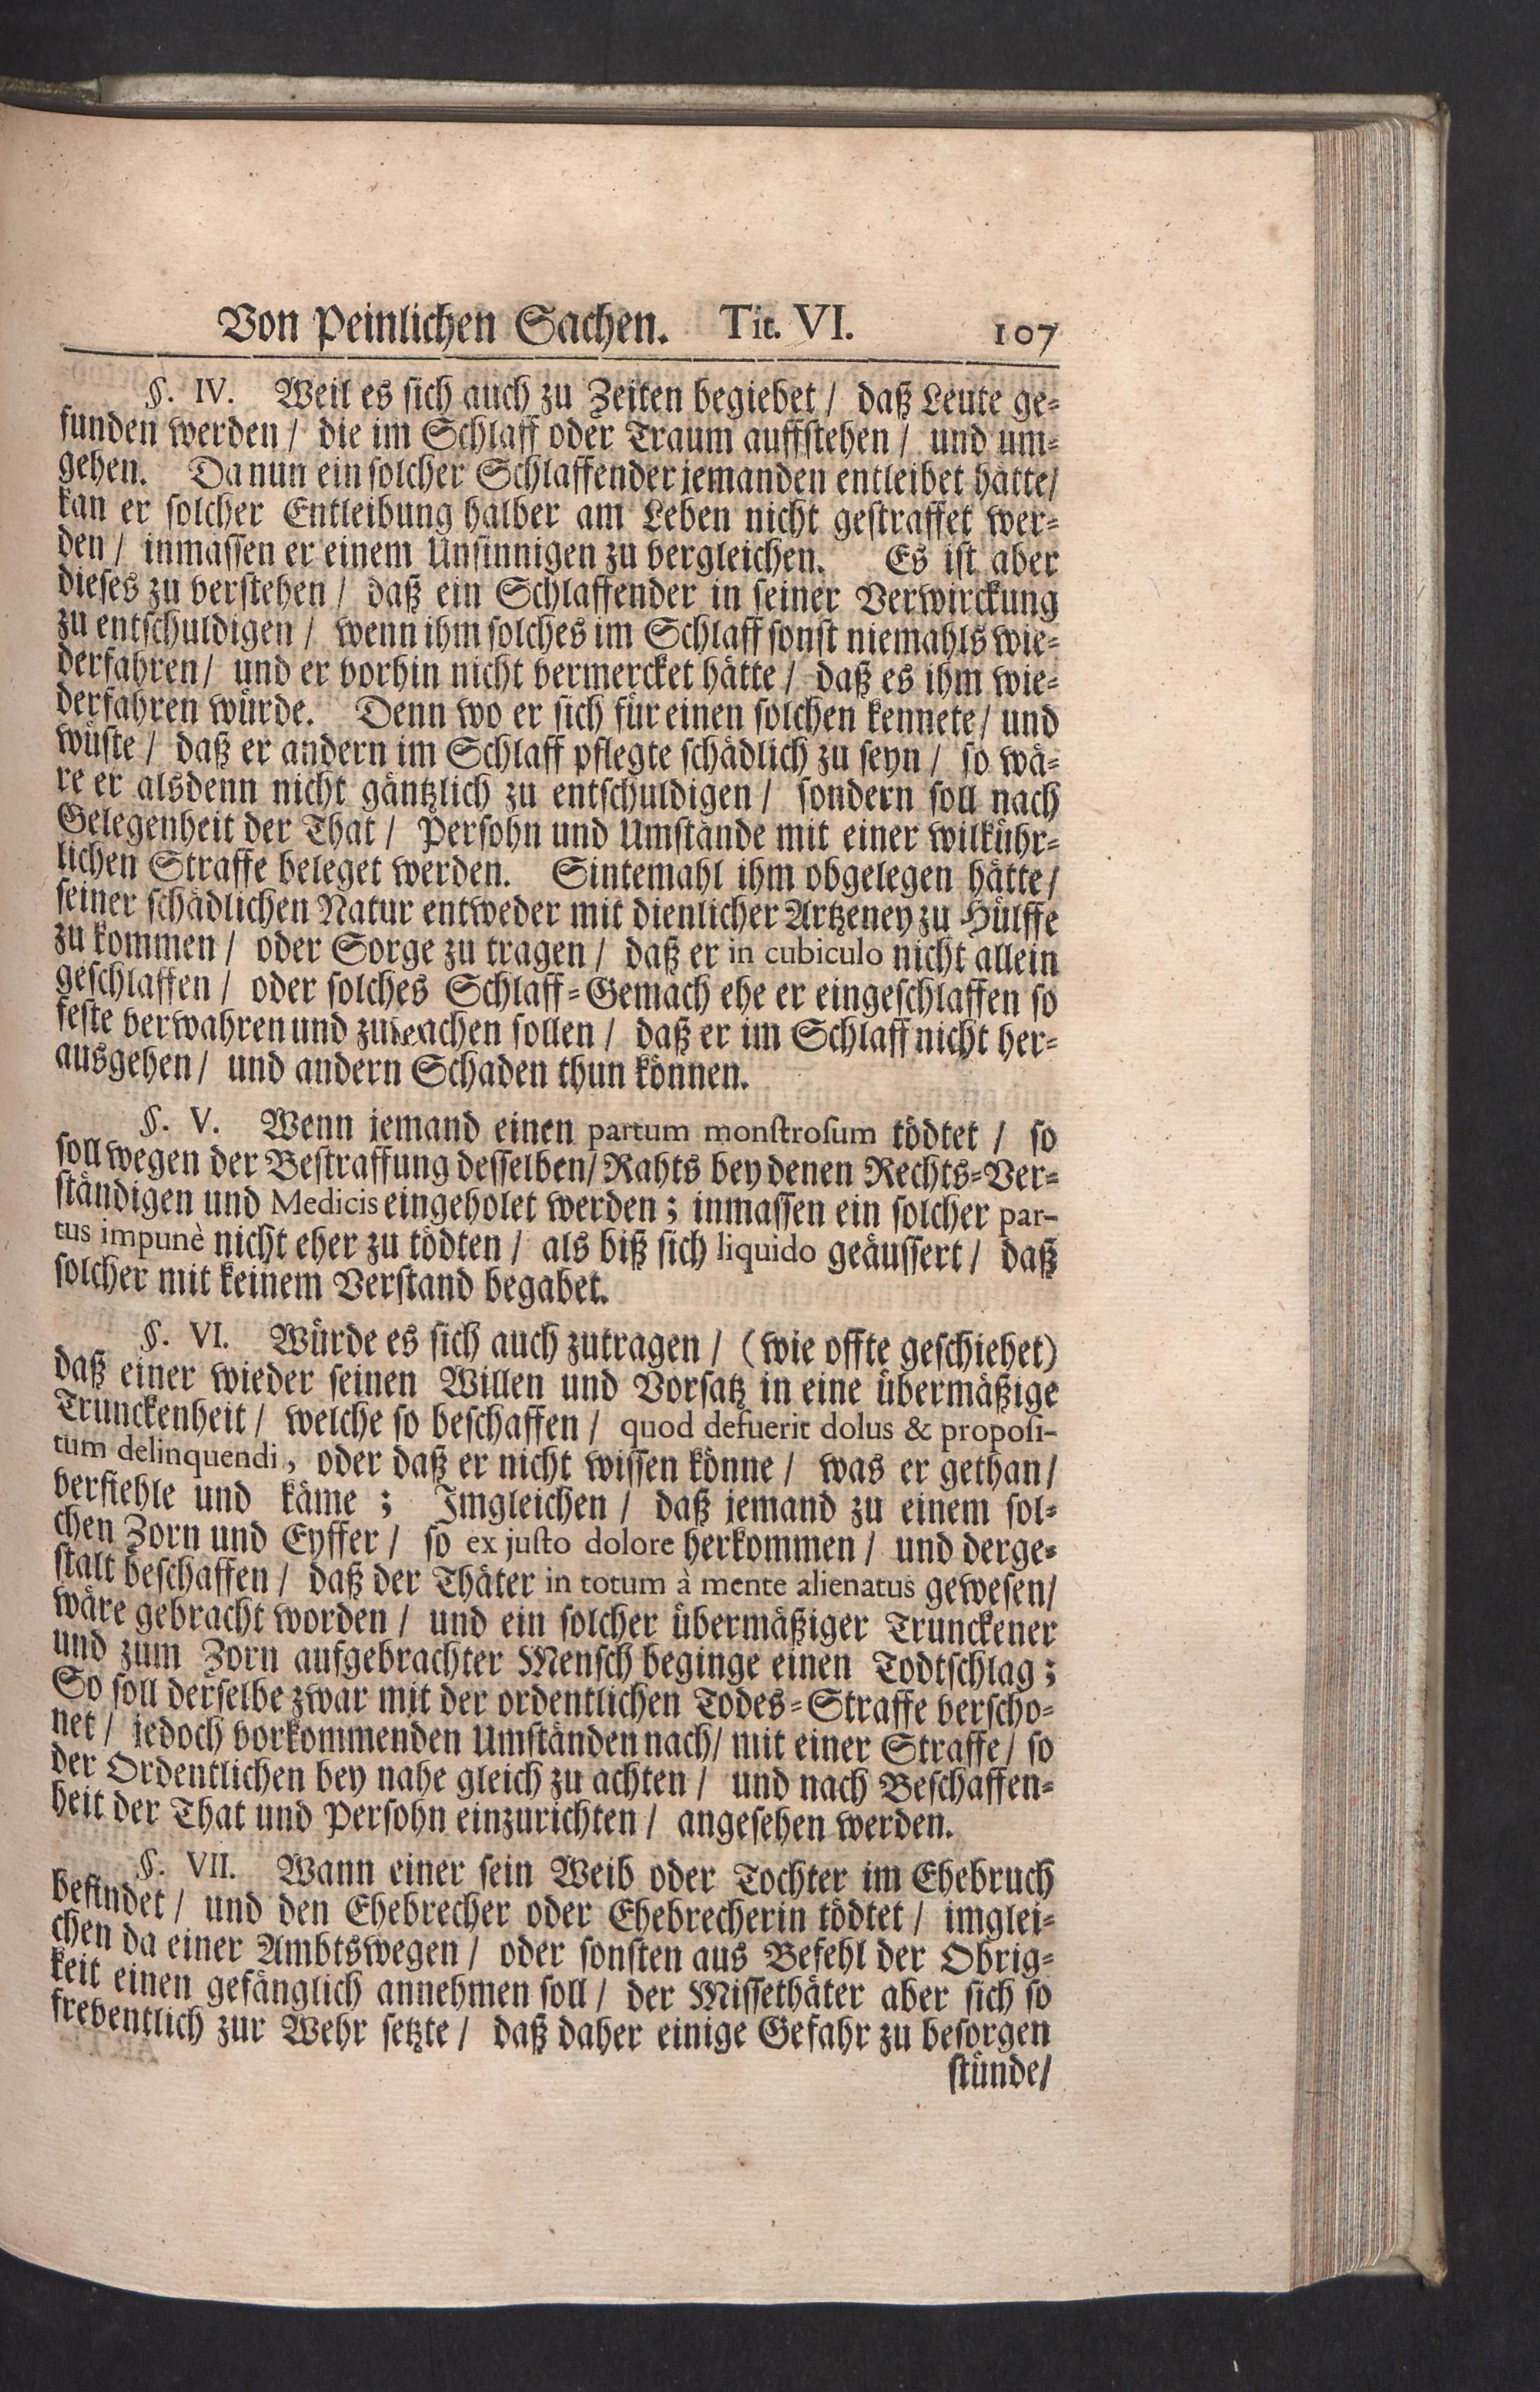 Von Peinlichen Sachen. Tit. VI. 107
§. IV. Weil es sich auch zu Zeiten begiebet / daß Leute ge-
funden werden / die im Schlaff oder Traum auffstehen / und um-
gehen. Da nun ein solcher Schlaffender jemanden entleibet hätte /
kan er solcher Entleibung halber am Leben nicht gestraffet wer-
den / inmassen er einem Unsinnigen zu vergleichen. Es ist aber
dieses zu verstehen / daß ein Schlaffender in seiner Verwirckung
zu entschuldigen / wenn ihm solches im Schlaff sonst niemahls wie-
derfahren / und er vorhin nicht vermercket hätte / daß es ihm wie-
derfahren würde. Denn wo er sich für einen solchen kennete / und
wüste / daß er andern im Schlaff pflegte schädlich zu seyn / so wä-
re er alsdenn nicht gäntzlich zu entschuldigen / sondern soll nach
Gelegenheit der That / Persohn und Umstände mit einer wilkühr-
lichen Straffe beleget werden. Sintemahl ihm obgelegen hätte /
seiner schädlichen Natur entweder mit dienlicher Artzeney zu Hülffe
zu kommen / oder Sorge zu tragen / daß er in cubiculo nicht allein
geschlaffen / oder solches Schlaff-Gemach ehe er eingeschlaffen so
feste verwahren und sollen / daß er im Schlaff nicht her-
ausgehen / und andern Schaden thun können.
§. V. Wenn jemand einen partum monstrosum tödtet / so
soll wegen der Bestraffung desselben / Rahts bey denen Rechts-Ver-
ständigen und Medicis eingeholet werden ; inmassen ein solcher par-
tus impunè nicht eher zu tödten / als biß sich liquido geäussert / daß
solcher mit keinem Verstand begabet.
§. VI. Würde es sich auch zutragen / (wie offte geschiehet)
daß einer wieder seinen Willen und Vorsatz in eine übermäßige
Trunckenheit / welche so beschaffen / quod defuerit dolus & proposi-
tum delinquendi, oder daß er nicht wissen könne / was er gethan /
verfiehle und käme ; Imgleichen / daß jemand zu einem sol-
chen Zorn und Eyffer / so ex justo dolore herkommen / und derge-
stalt beschaffen / daß der Thäter in totum à mente alienatus gewesen /
wäre gebracht worden / und ein solcher übermäßiger Trunckener
und zum Zorn aufgebrachter Mensch beginge einen Todtschlag ;
So soll derselbe zwar mit der ordentlichen Todes-Straffe verscho-
net / jedoch vorkommenden Umständen nach / mit einer Straffe / so
der Ordentlichen bey nahe gleich zu achten / und nach Beschaffen-
heit der That und Persohn einzurichten / angesehen werden.
§. VII. Wann einer sein Weib oder Tochter im Ehebruch
befindet / und den Ehebrecher oder Ehebrecherin tödtet / imglei-
chen da einer Ambtswegen / oder sonsten aus Befehl der Obrig-
keit einen gefänglich annehmen soll / der Missethäter aber sich so
freventlich zur Wehr setzte / daß daher einige Gefahr zu besorgen
stünde /